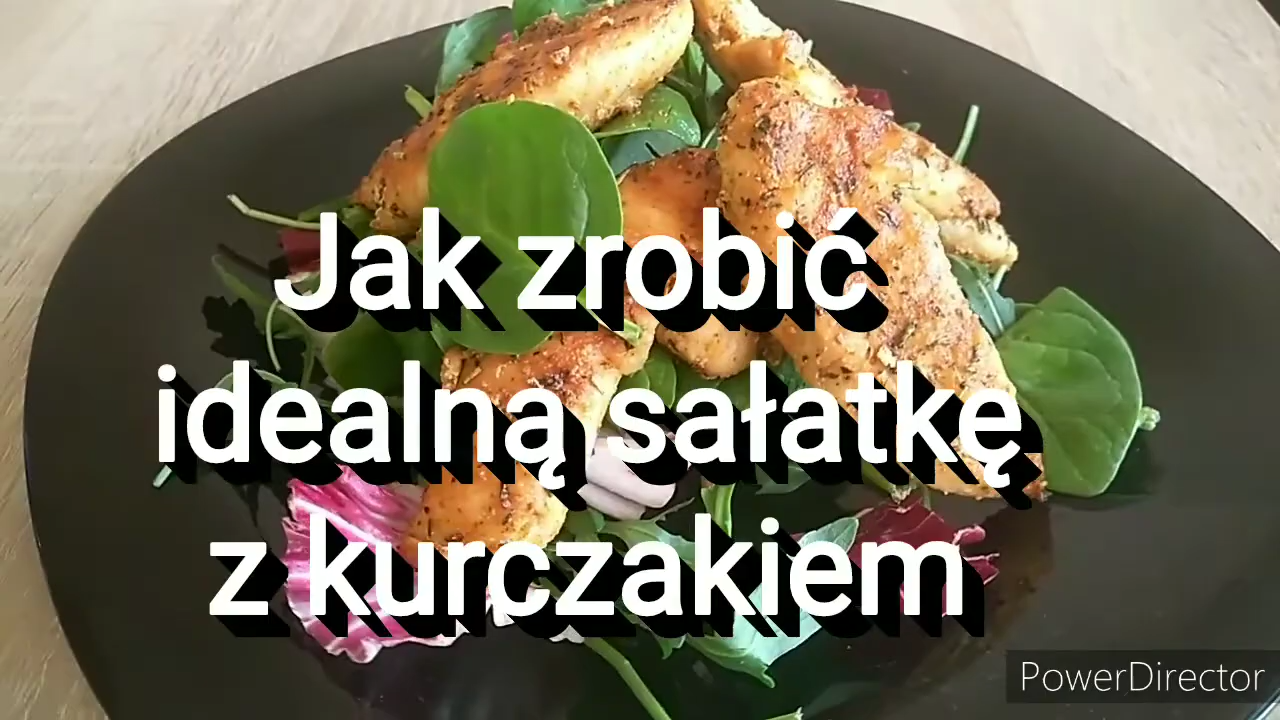 Jak zrobić
idealną sałatkę
z kurczakiem
PowerDirector